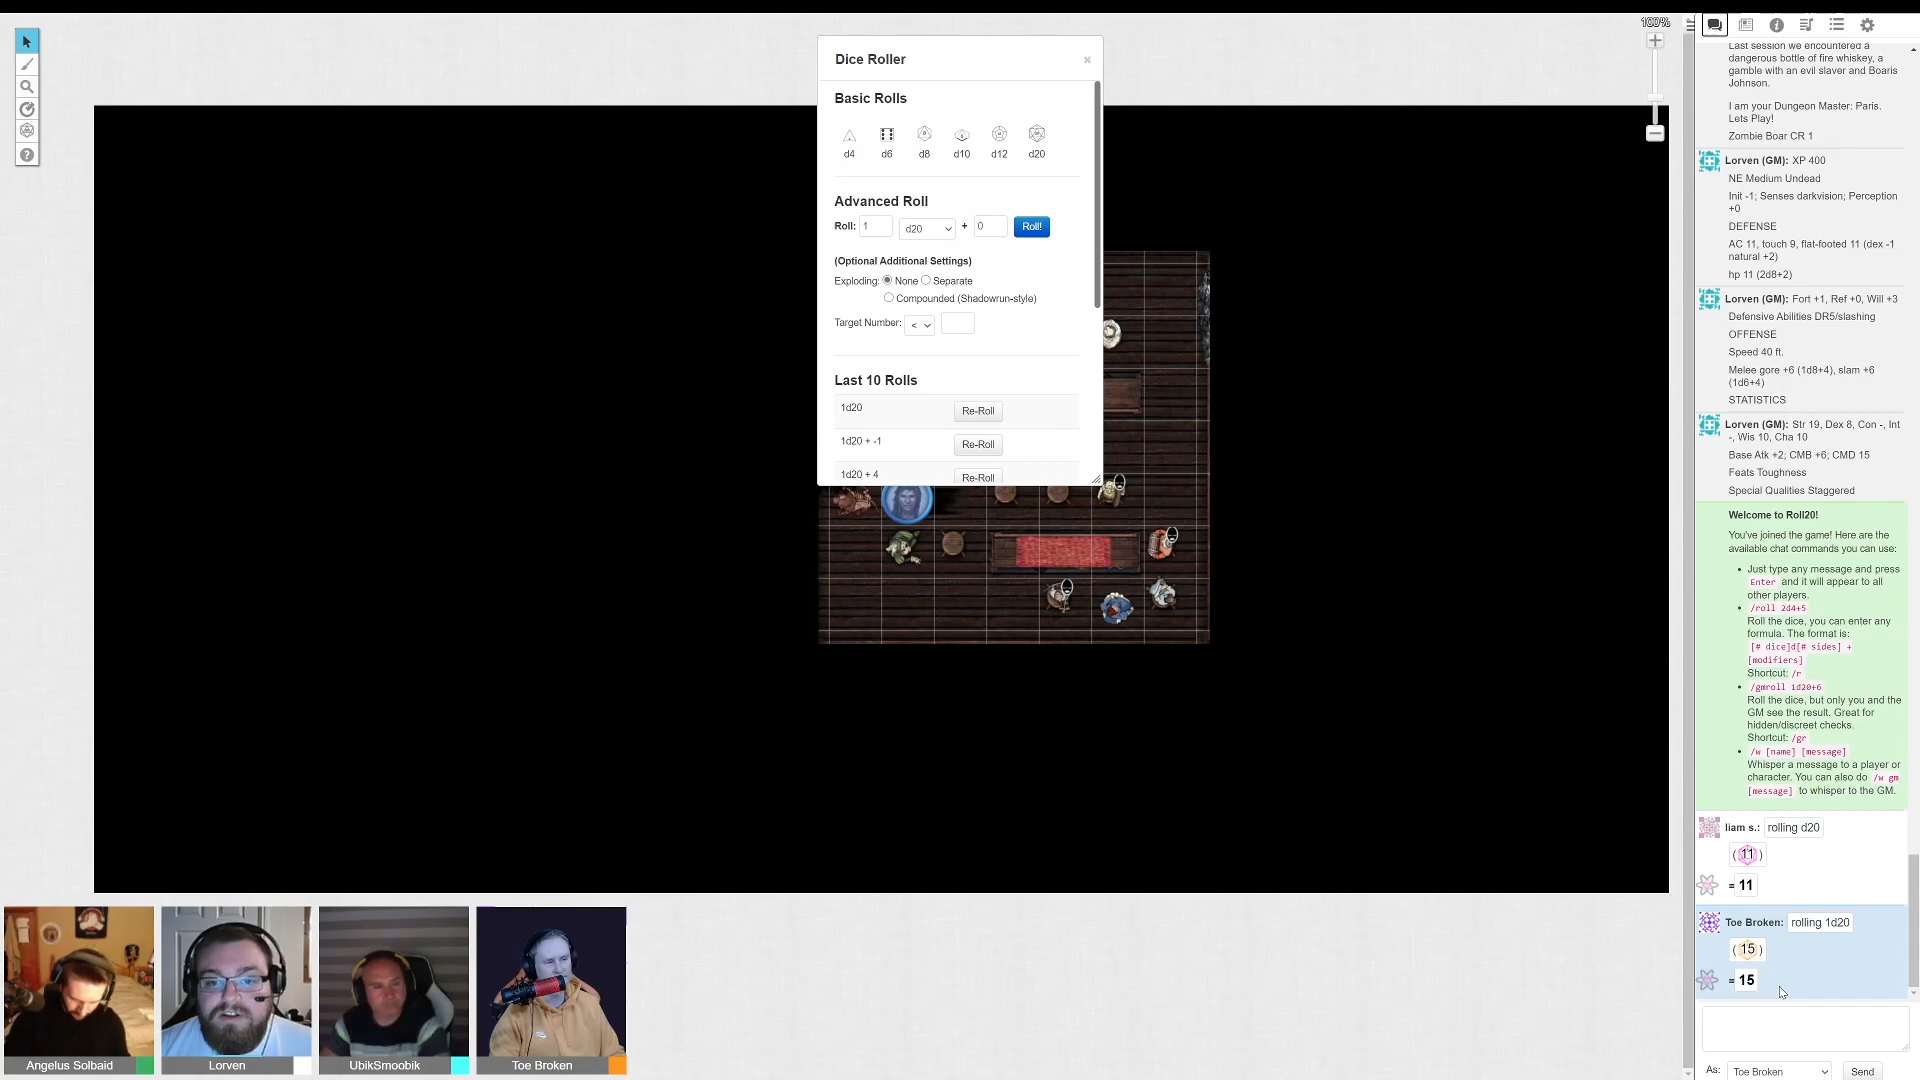 100%
Dice Roller
×
Basic Rolls
d4
d6
d8
d10
d12
d20
Advanced Roll
Roll: 1 d20 + 0 Roll!
(Optional Additional Settings)
Exploding: None Separate
Compounded (Shadowrun-style)
Target Number: <
Last 10 Rolls
1d20 Re-Roll
1d20 + -1 Re-Roll
1d20 + 4 Re-Roll
Last session we encountered a
dangerous bottle of fire whiskey, a
gamble with an evil slaver and Boaris
Johnson.
I am your Dungeon Master: Paris.
Lets Play!
Zombie Boar CR 1
Lorven (GM): XP 400
NE Medium Undead
Init -1; Senses darkvision; Perception
+0
DEFENSE
AC 11, touch 9, flat-footed 11 (dex -1
natural +2)
hp 11 (2d8+2)
Lorven (GM): Fort +1, Ref +0, Will +3
Defensive Abilities DR5/slashing
OFFENSE
Speed 40 ft.
Melee gore +6 (1d8+4), slam +6
(1d6+4)
STATISTICS
Lorven (GM): Str 19, Dex 8, Con -, Int
-, Wis 10, Cha 10
Base Atk +2; CMB +6; CMD 15
Feats Toughness
Special Qualities Staggered
Welcome to Roll20!
You've joined the game! Here are the
available chat commands you can use:
• Just type any message and press
Enter and it will appear to all
other players.
• /roll 2d4+5
Roll the dice, you can enter any
formula. The format is:
[# dice]d[# sides] +
[modifiers]
Shortcut: /r
• /gmroll 1d20+6
Roll the dice, but only you and the
GM see the result. Great for
hidden/discreet checks.
Shortcut: /gr
• /w [name] [message]
Whisper a message to a player or
character. You can also do /w gm
[message] to whisper to the GM.
liam s.: rolling d20
(11)
= 11
Toe Broken: rolling 1d20
(15)
= 15
As: Toe Broken Send
Angelus Solbaid
Lorven
UbikSmoobik
Toe Broken